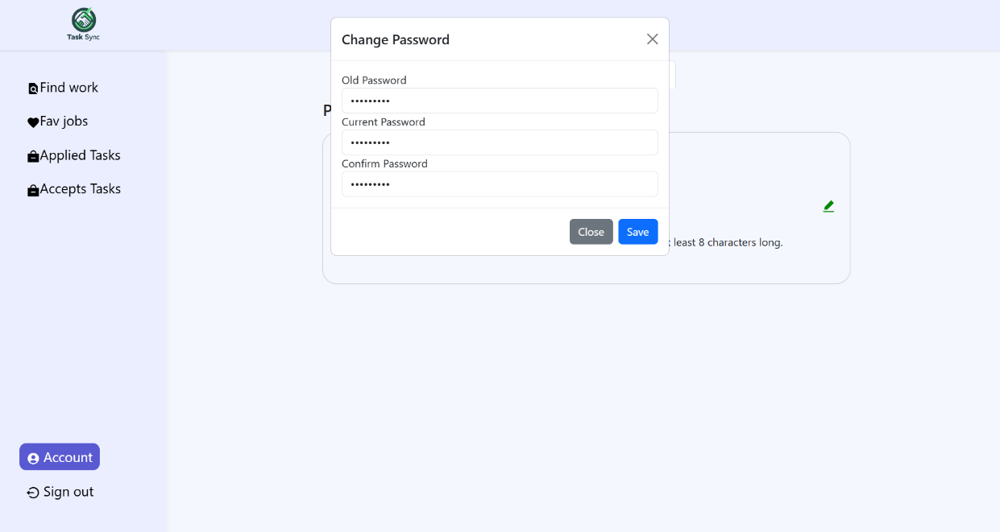 Task Sync
Change Password
Old Password
•••••••••
Current Password
•••••••••
Confirm Password
•••••••••
Close
Save
least 8 characters long.
Find work
Fav jobs
Applied Tasks
Accepts Tasks
Account
Sign out